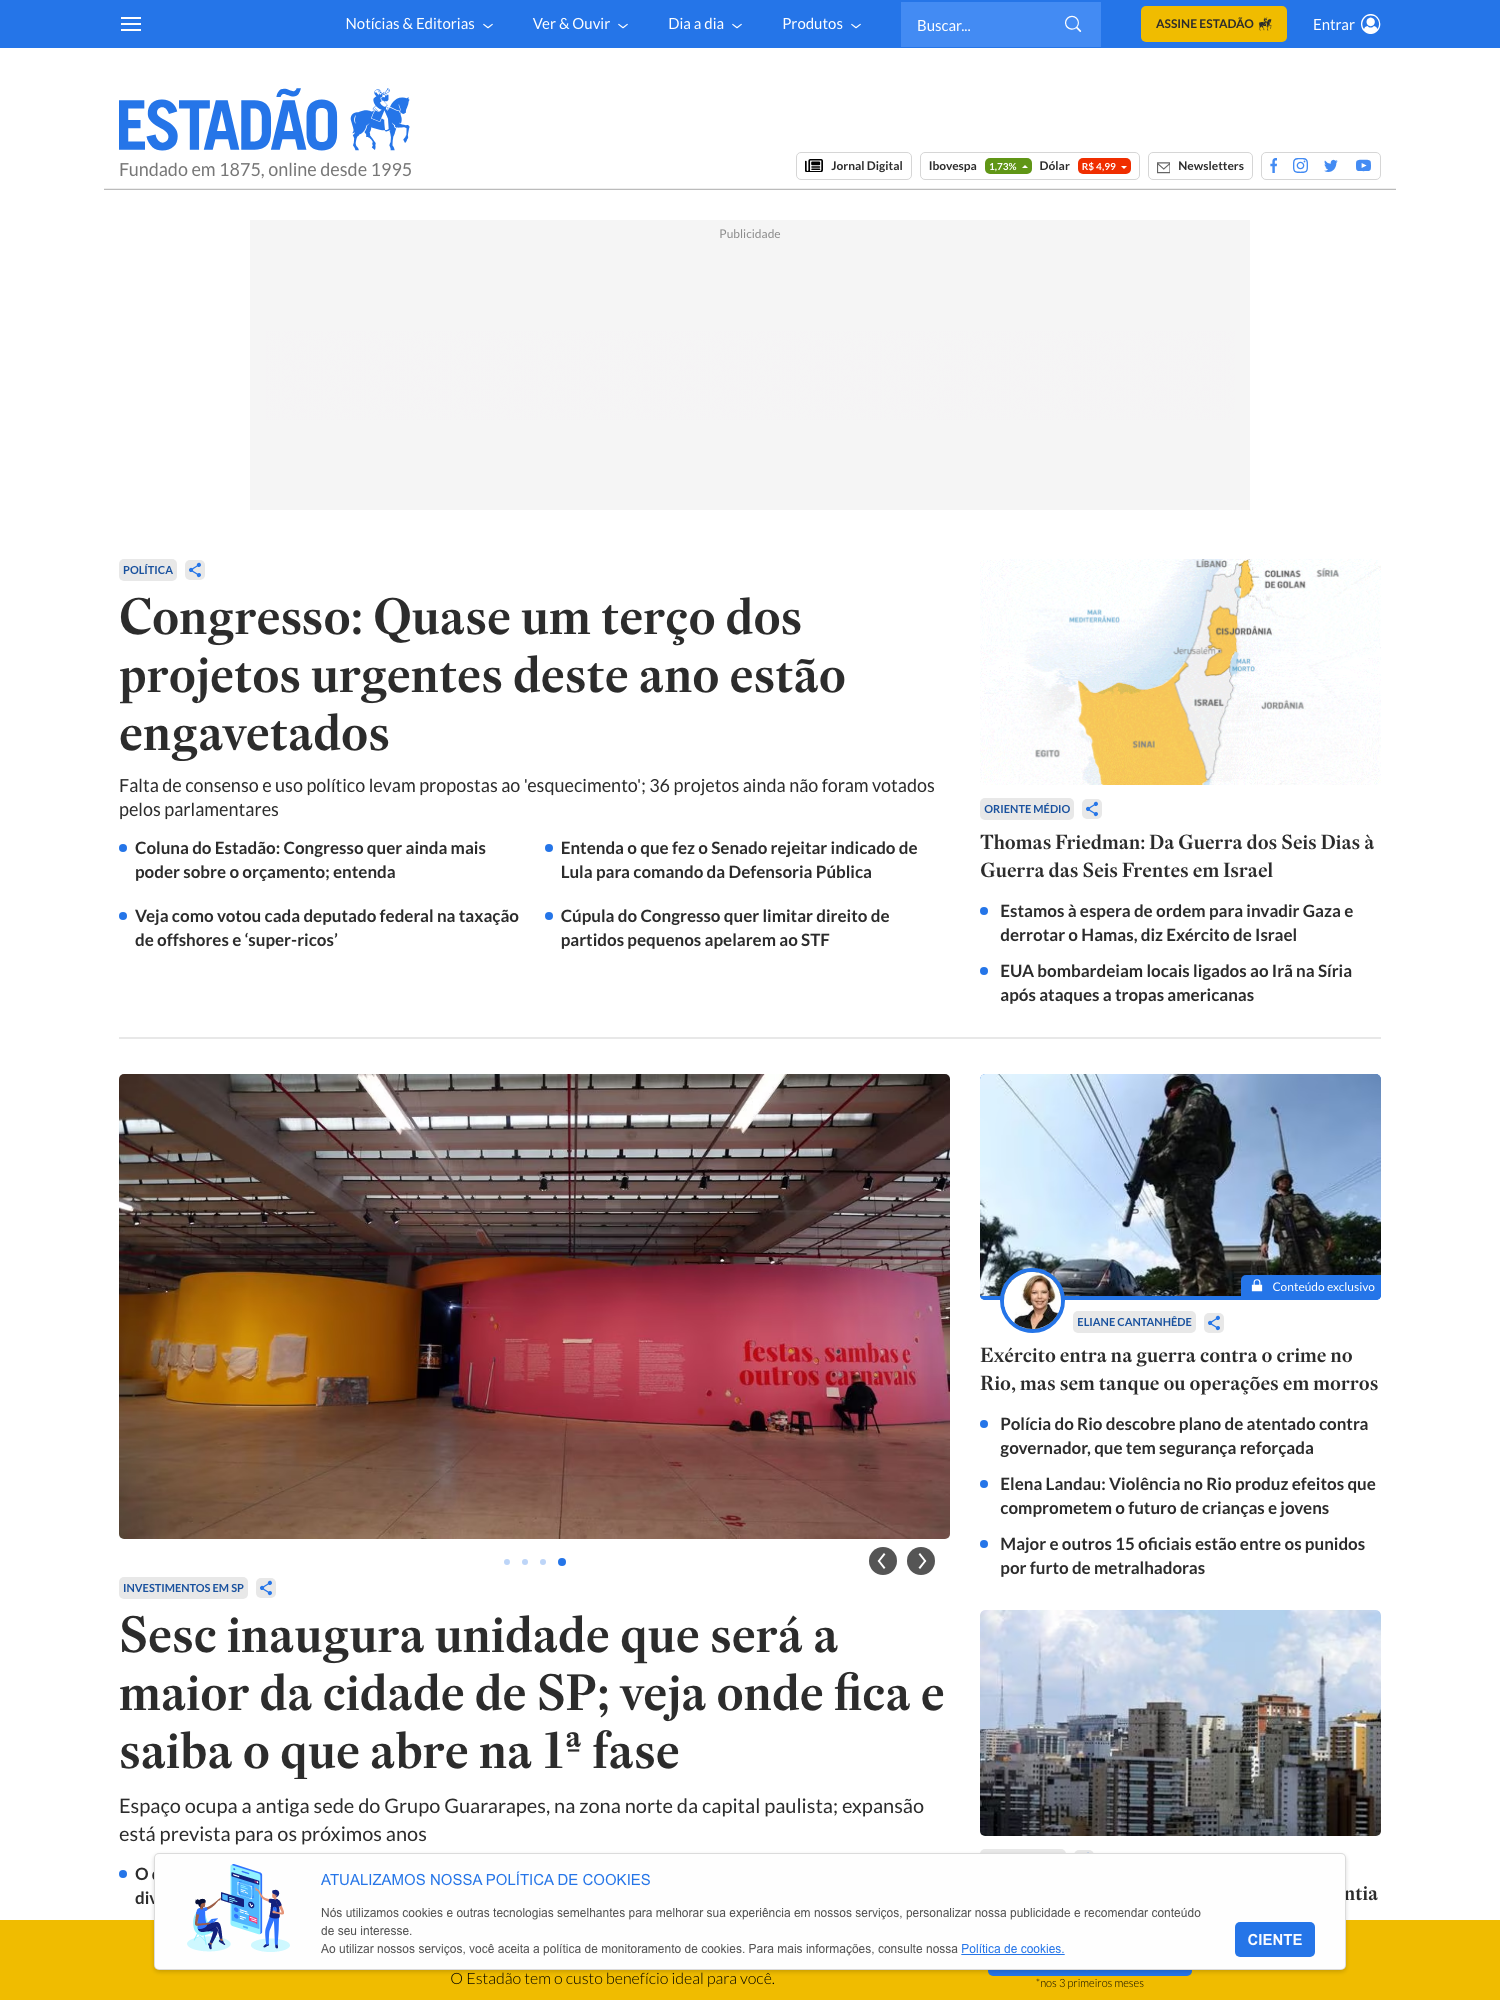 Notícias & Editorias
Ver & Ouvir
Dia a dia
Produtos
Buscar...
ASSINE ESTADÃO
Entrar
ESTADÃO
Fundado em 1875, online desde 1995
Jornal Digital
Ibovespa 1,73% Dólar R$ 4,99
Newsletters
Publicidade
POLÍTICA
Congresso: Quase um terço dos
projetos urgentes deste ano estão
engavetados
Falta de consenso e uso político levam propostas ao 'esquecimento'; 36 projetos ainda não foram votados
pelos parlamentares
Coluna do Estadão: Congresso quer ainda mais
poder sobre o orçamento; entenda
Entenda o que fez o Senado rejeitar indicado de
Lula para comando da Defensoria Pública
Veja como votou cada deputado federal na taxação
de offshores e ‘super-ricos’
Cúpula do Congresso quer limitar direito de
partidos pequenos apelarem ao STF
LÍBANO
COLINAS
DE GOLAN
SÍRIA
MAR
MEDITERRÂNEO
CISJORDÂNIA
Jerusalém
MAR
MORTO
ISRAEL
JORDÂNIA
SINAI
EGITO
ORIENTE MÉDIO
Thomas Friedman: Da Guerra dos Seis Dias à
Guerra das Seis Frentes em Israel
Estamos à espera de ordem para invadir Gaza e
derrotar o Hamas, diz Exército de Israel
EUA bombardeiam locais ligados ao Irã na Síria
após ataques a tropas americanas
festas, sambas e
outros carnavais
INVESTIMENTOS EM SP
Sesc inaugura unidade que será a
maior da cidade de SP; veja onde fica e
saiba o que abre na 1ª fase
Espaço ocupa a antiga sede do Grupo Guararapes, na zona norte da capital paulista; expansão
está prevista para os próximos anos
Conteúdo exclusivo
ELIANE CANTANHÊDE
Exército entra na guerra contra o crime no
Rio, mas sem tanque ou operações em morros
Polícia do Rio descobre plano de atentado contra
governador, que tem segurança reforçada
Elena Landau: Violência no Rio produz efeitos que
comprometem o futuro de crianças e jovens
Major e outros 15 oficiais estão entre os punidos
por furto de metralhadoras
ntia
ATUALIZAMOS NOSSA POLÍTICA DE COOKIES
Nós utilizamos cookies e outras tecnologias semelhantes para melhorar sua experiência em nossos serviços, personalizar nossa publicidade e recomendar conteúdo
de seu interesse.
Ao utilizar nossos serviços, você aceita a política de monitoramento de cookies. Para mais informações, consulte nossa Política de cookies.
CIENTE
O Estadão tem o custo benefício ideal para você.
*nos 3 primeiros meses